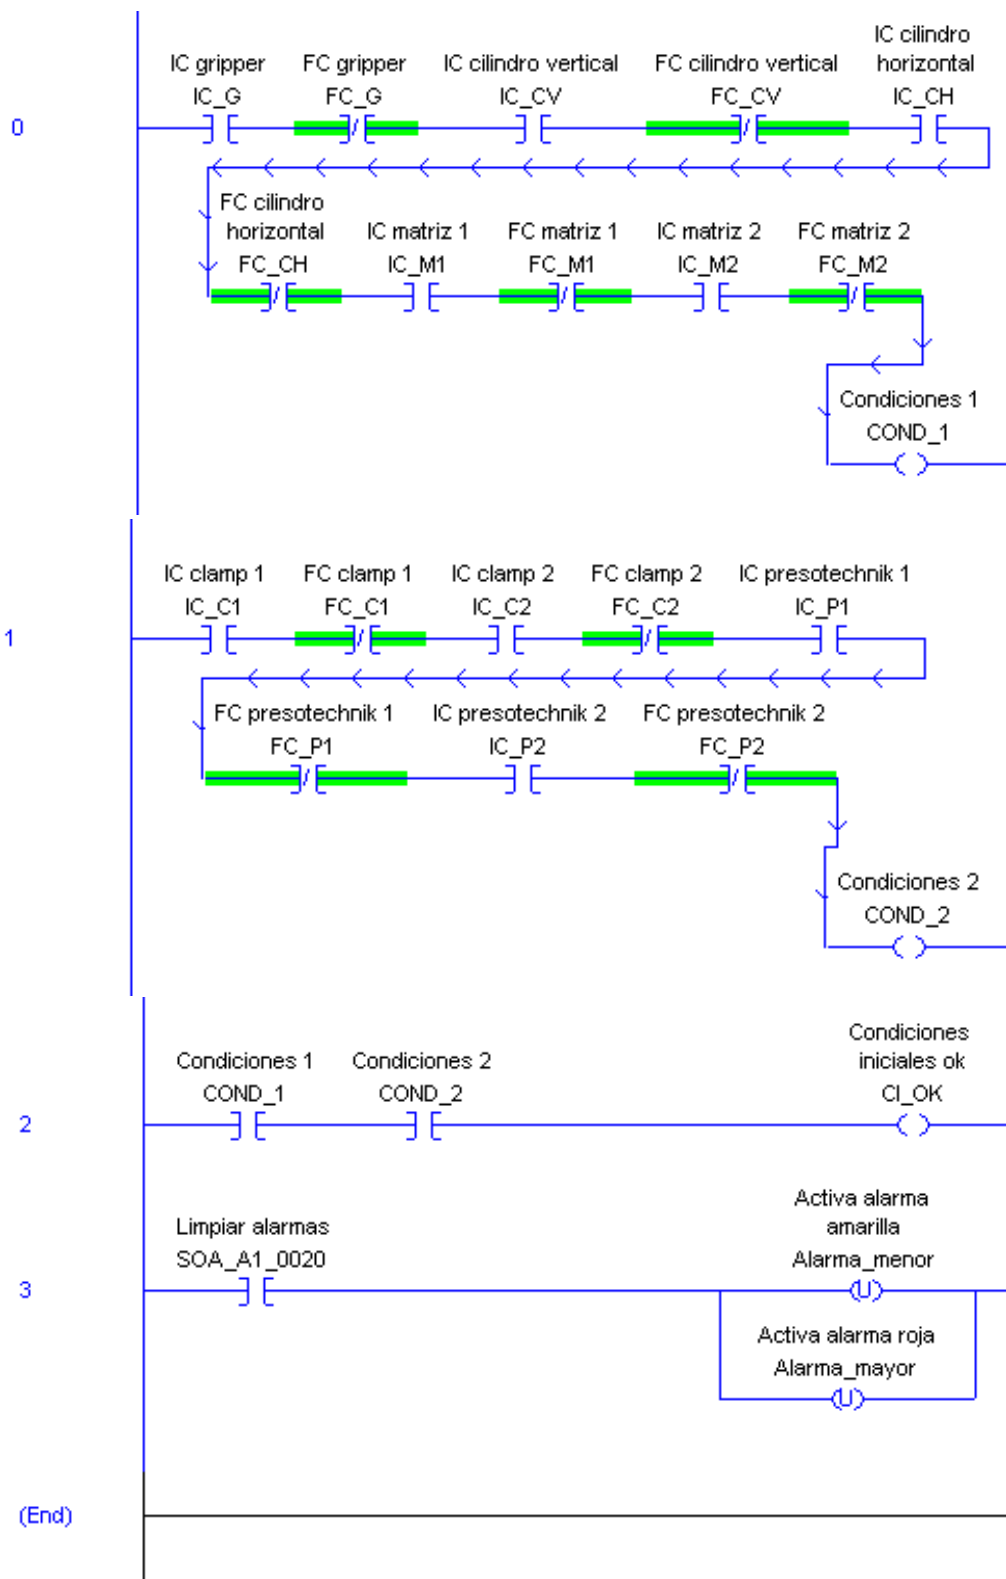 IC gripper FC gripper IC cilindro vertical FC cilindro vertical IC cilindro horizontal
IC_G FC_G IC_CV FC_CV IC_CH
0
FC cilindro horizontal IC matriz 1 FC matriz 1 IC matriz 2 FC matriz 2
FC_CH IC_M1 FC_M1 IC_M2 FC_M2
Condiciones 1
COND_1
IC clamp 1 FC clamp 1 IC clamp 2 FC clamp 2 IC presotechnik 1
IC_C1 FC_C1 IC_C2 FC_C2 IC_P1
1
FC presotechnik 1 IC presotechnik 2 FC presotechnik 2
FC_P1 IC_P2 FC_P2
Condiciones 2
COND_2
Condiciones 1 Condiciones 2 Condiciones iniciales ok
COND_1 COND_2 CI_OK
2
Limpiar alarmas Activa alarma amarilla
SOA_A1_0020 Alarma_menor
3
U
Activa alarma roja
Alarma_mayor
U
(End)